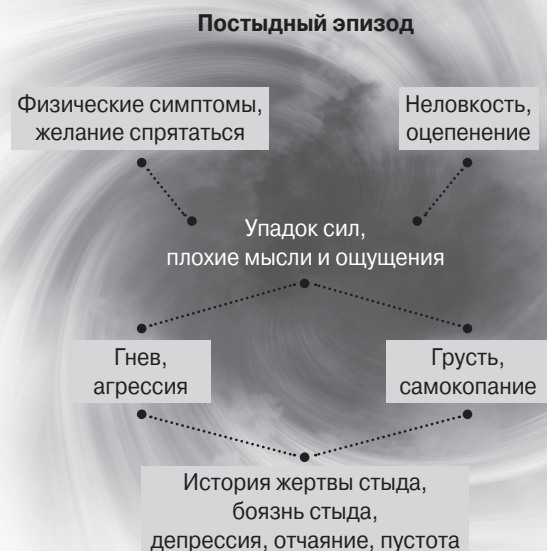 Постыдный эпизод
Физические симптомы,
желание спрятаться
Неловкость,
оцепенение
Упадок сил,
плохие мысли и ощущения
Гнев,
агрессия
Грусть,
самокопание
История жертвы стыда,
боязнь стыда,
депрессия, отчаяние, пустота